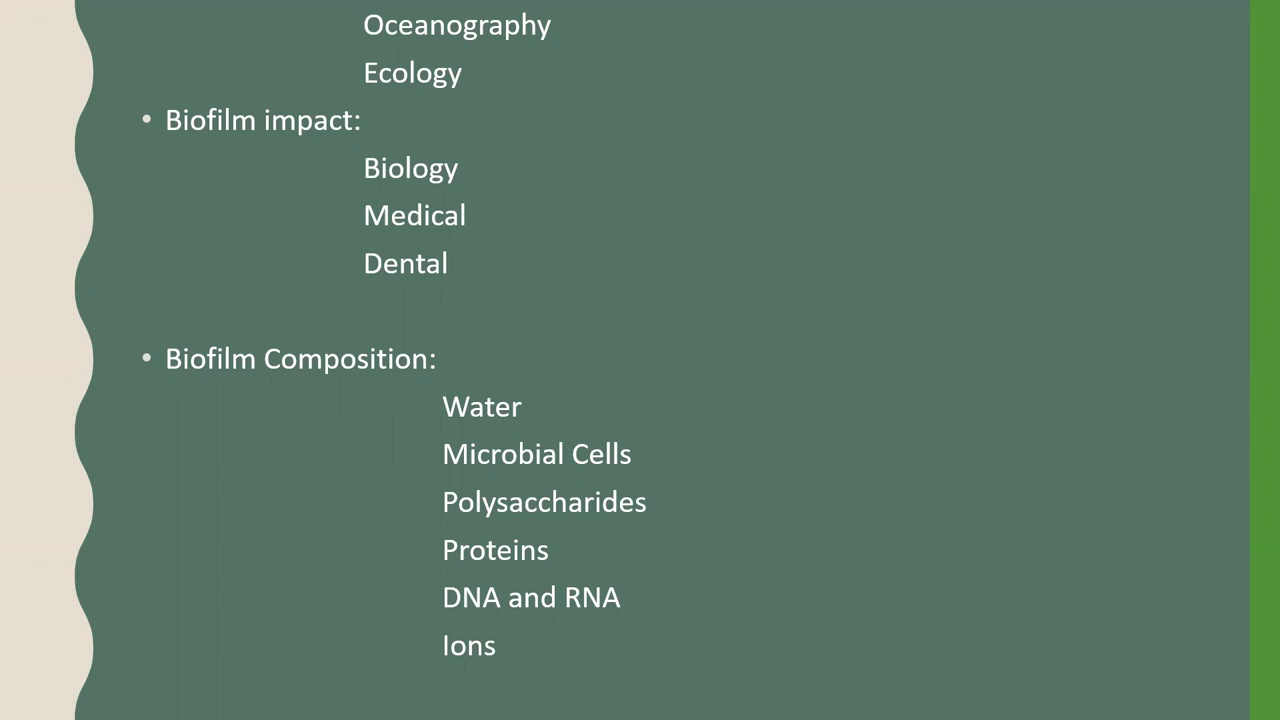 Oceanography
Ecology
• Biofilm impact:
Biology
Medical
Dental
• Biofilm Composition:
Water
Microbial Cells
Polysaccharides
Proteins
DNA and RNA
Ions